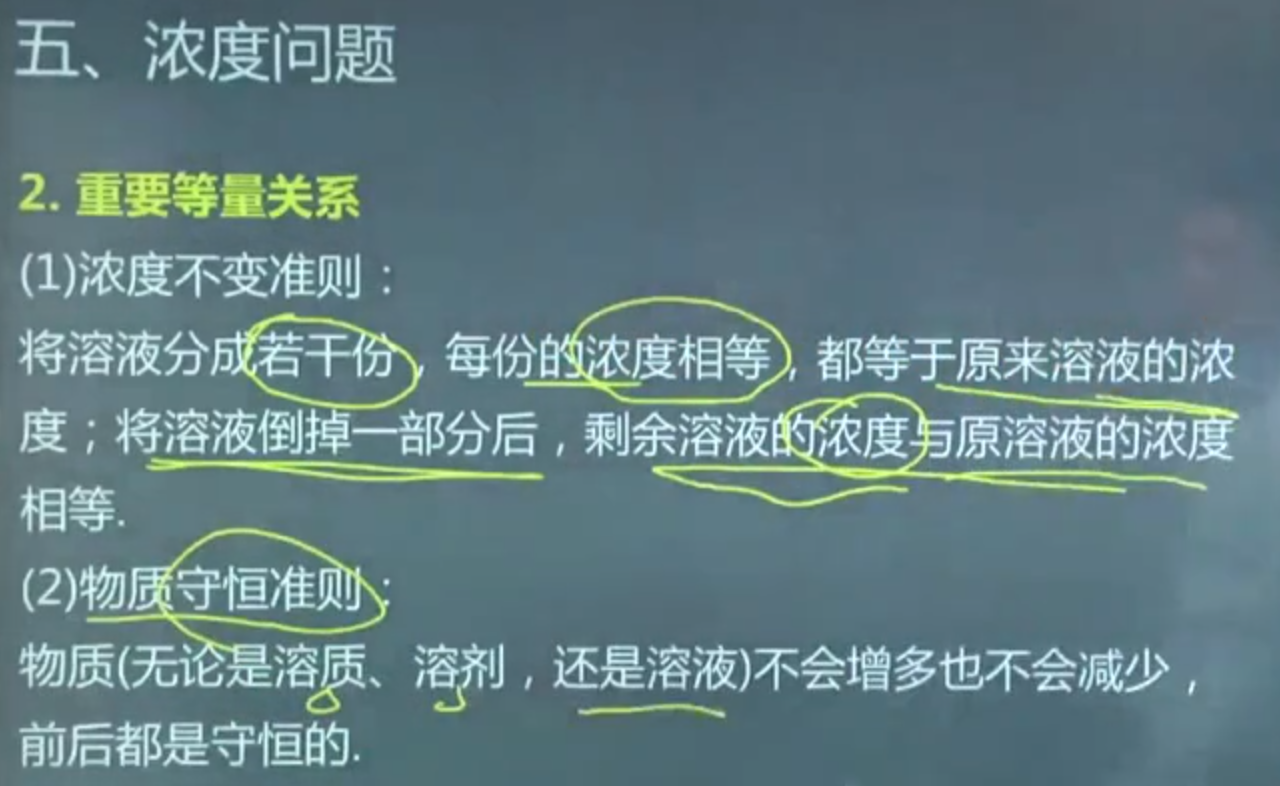 五、浓度问题
2. 重要等量关系
(1)浓度不变准则：
将溶液分成若干份，每份的浓度相等，都等于原来溶液的浓
度；将溶液倒掉一部分后，剩余溶液的浓度与原溶液的浓度
相等.
(2)物质守恒准则：
物质(无论是溶质、溶剂，还是溶液)不会增多也不会减少，
前后都是守恒的.